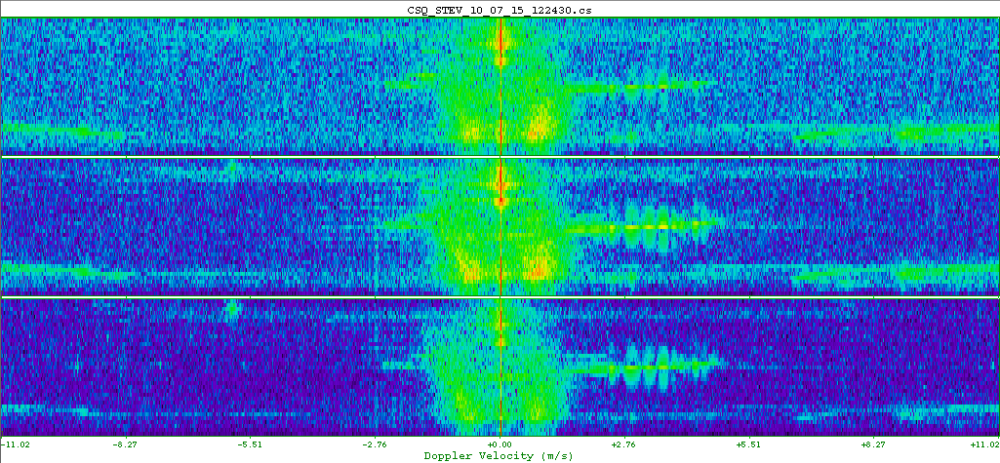 CSQ_STEV_10_07_15_122430.cs
-11.02 -8.27 -5.51 -2.76 +0.00 +2.76 +5.51 +8.27 +11.02
Doppler Velocity (m/s)